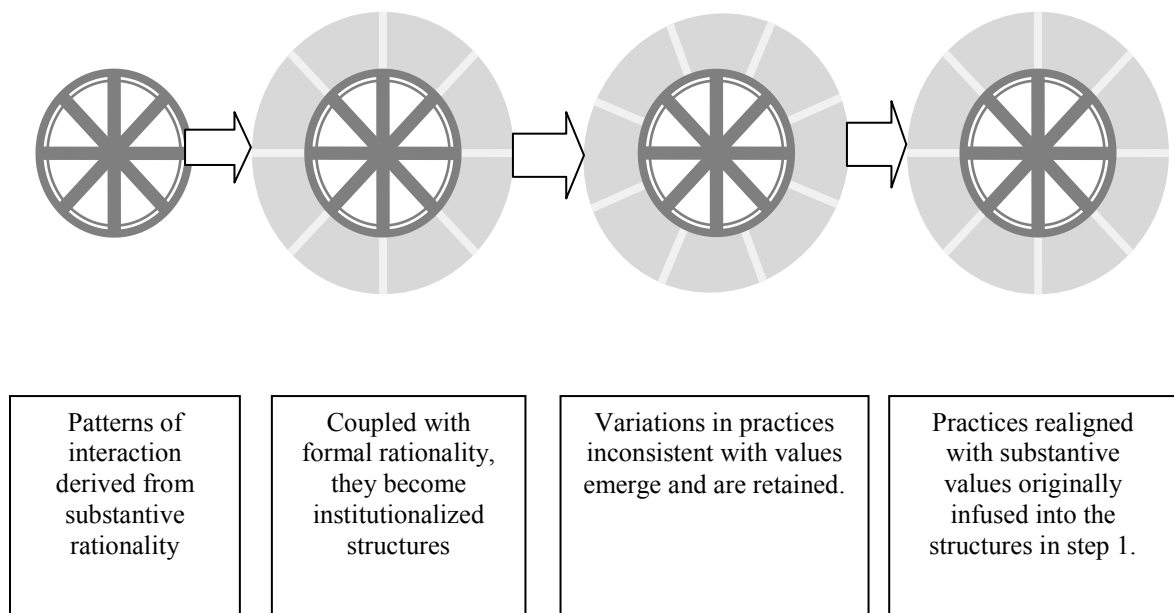 Patterns of
interaction
derived from
substantive
rationality
Coupled with
formal rationality,
they become
institutionalized
structures
Variations in practices
inconsistent with values
emerge and are retained.
Practices realigned
with substantive
values originally
infused into the
structures in step 1.